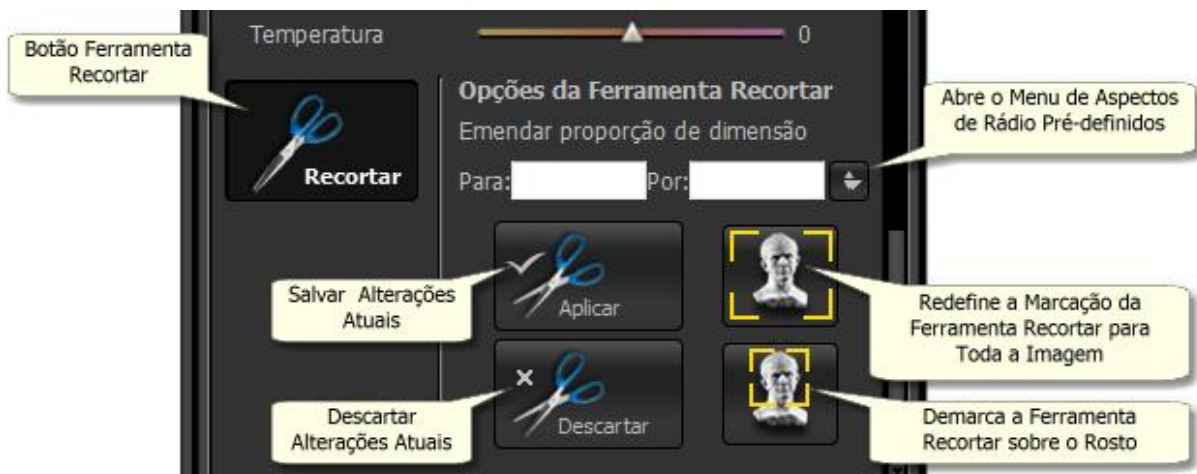 Temperatura
0
Botão Ferramenta
Recortar
Recortar
Opções da Ferramenta Recortar
Emendar proporção de dimensão
Para:
Por:
Abre o Menu de Aspectos
de Rádio Pré-definidos
Salvar Alterações
Atuais
Aplicar
Redefine a Marcação da
Ferramenta Recortar para
Toda a Imagem
Descartar
Alterações Atuais
Descartar
Demarca a Ferramenta
Recortar sobre o Rosto